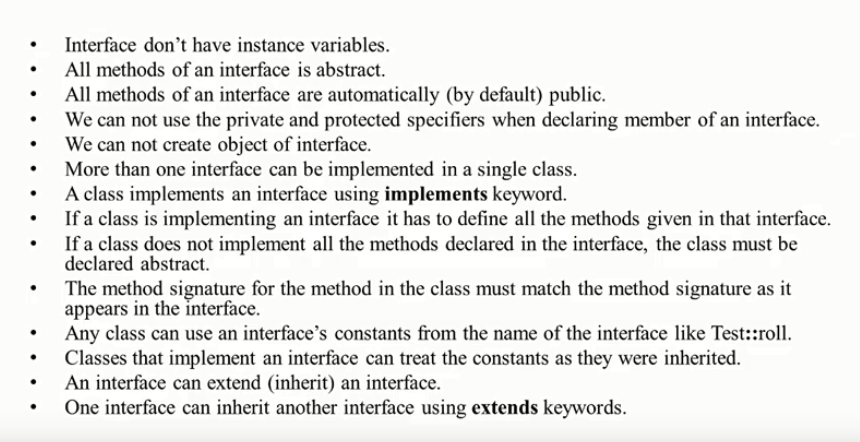 • Interface don't have instance variables.
• All methods of an interface is abstract.
• All methods of an interface are automatically (by default) public.
• We can not use the private and protected specifiers when declaring member of an interface.
• We can not create object of interface.
• More than one interface can be implemented in a single class.
• A class implements an interface using implements keyword.
• If a class is implementing an interface it has to define all the methods given in that interface.
• If a class does not implement all the methods declared in the interface, the class must be
declared abstract.
• The method signature for the method in the class must match the method signature as it
appears in the interface.
• Any class can use an interface's constants from the name of the interface like Test::roll.
• Classes that implement an interface can treat the constants as they were inherited.
• An interface can extend (inherit) an interface.
• One interface can inherit another interface using extends keywords.